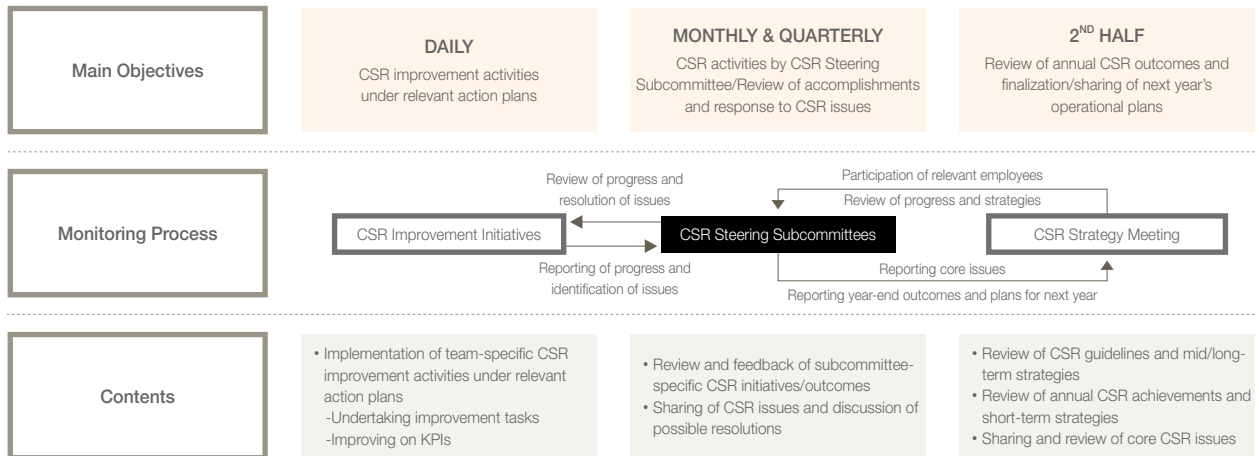 Main Objectives
DAILY
CSR improvement activities
under relevant action plans
MONTHLY & QUARTERLY
CSR activities by CSR Steering
Subcommittee/Review of accomplishments
and response to CSR issues
2ND HALF
Review of annual CSR outcomes and
finalization/sharing of next year's
operational plans
Monitoring Process
Review of progress and
resolution of issues
Participation of relevant employees
Review of progress and strategies
CSR Improvement Initiatives
CSR Steering Subcommittees
CSR Strategy Meeting
Reporting of progress and
identification of issues
Reporting core issues
Reporting year-end outcomes and plans for next year
Contents
• Implementation of team-specific CSR
improvement activities under relevant
action plans
-Undertaking improvement tasks
-Improving on KPIs
• Review and feedback of subcommittee-
specific CSR initiatives/outcomes
• Sharing of CSR issues and discussion of
possible resolutions
• Review of CSR guidelines and mid/long-
term strategies
• Review of annual CSR achievements and
short-term strategies
• Sharing and review of core CSR issues